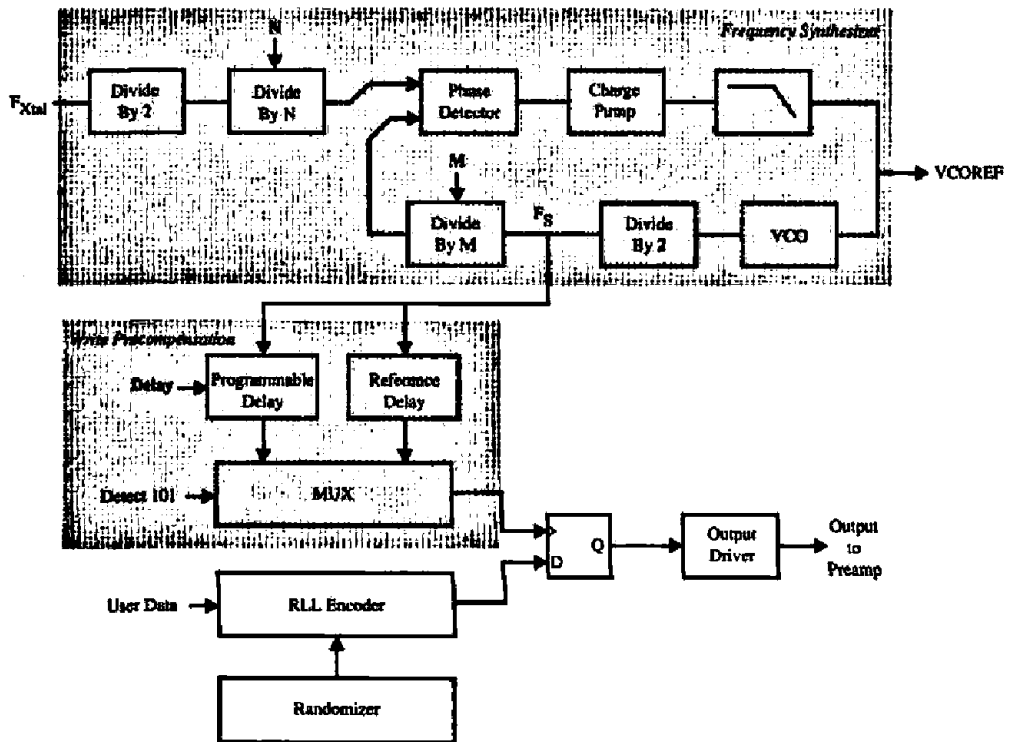 N
Frequency Synthesizer
F_Xtal
Divide
By 2
Divide
By N
Phase
Detector
Charge
Pump
VCOREF
M
Divide
By M
F_S
Divide
By 2
VCO
Write Precompensation
Delay
Programmable
Delay
Reference
Delay
Detect 101
MUX
D
Q
Output
Driver
Output
to
Preamp
User Data
RLL Encoder
Randomizer